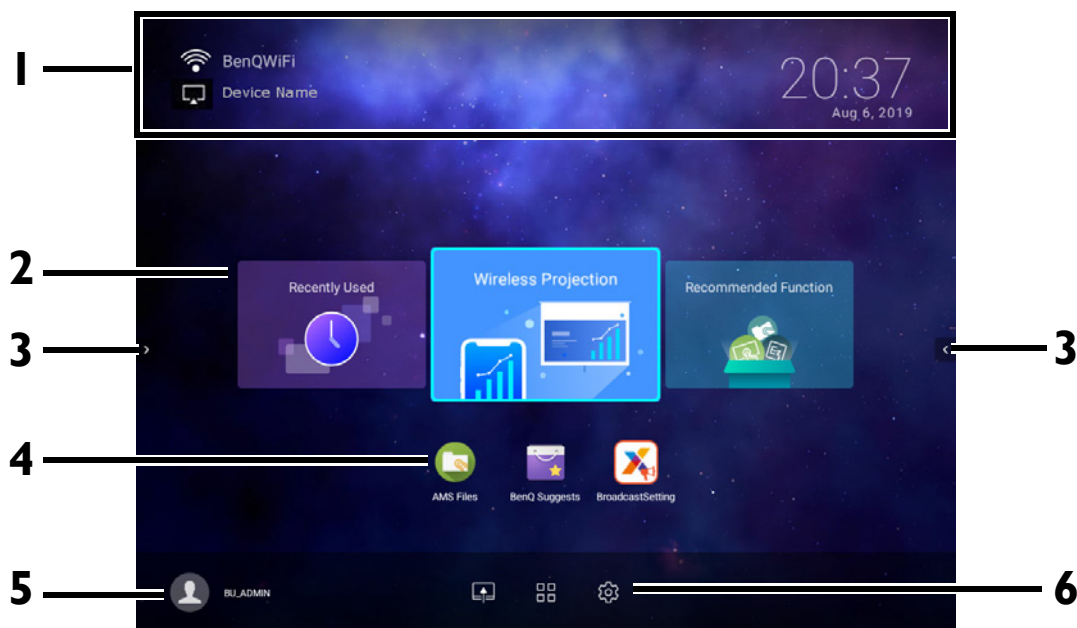 1
BenQWiFi
Device Name
20:37
Aug 6, 2019
2
Recently Used
Wireless Projection
Recommended Function
3
3
4
AMS Files
BenQ Suggests
BroadcastSetting
5
BU_ADMIN
6